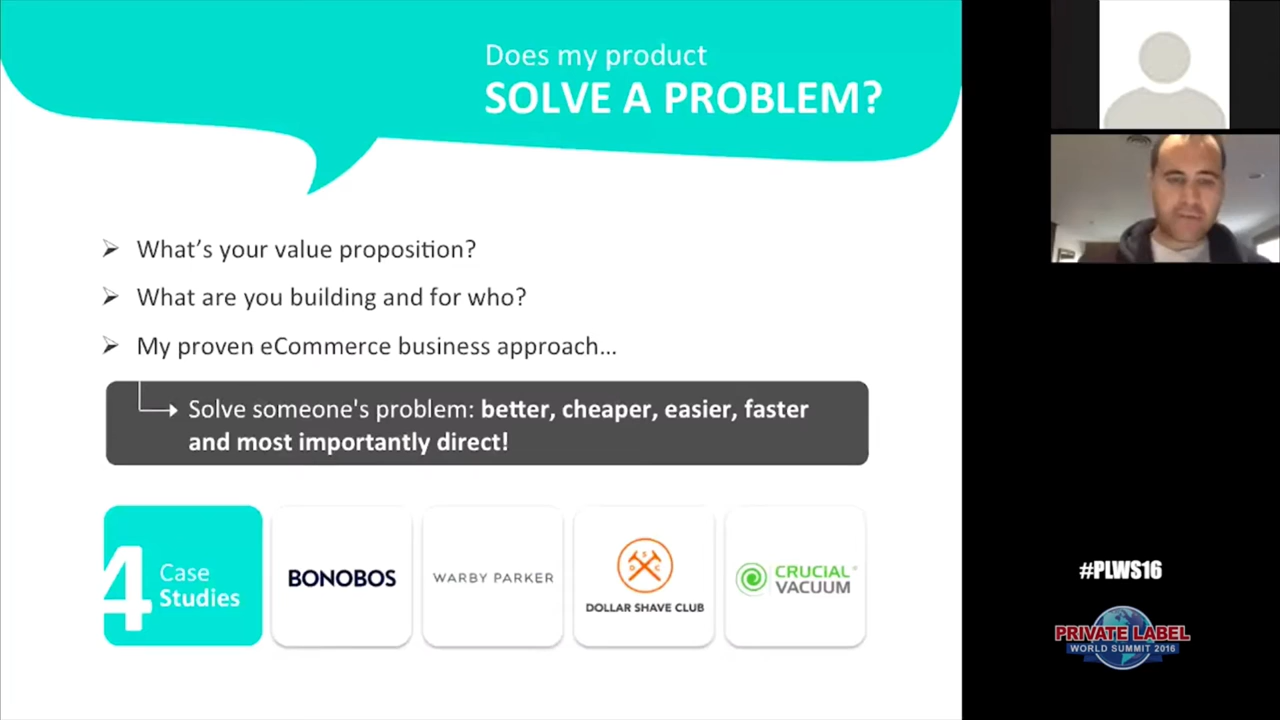 Does my product
SOLVE A PROBLEM?
➢ What's your value proposition?
➢ What are you building and for who?
➢ My proven eCommerce business approach...
Solve someone's problem: better, cheaper, easier, faster
and most importantly direct!
4 Case
Studies
BONOBOS
WARBY PARKER
D S C
DOLLAR SHAVE CLUB
CRUCIAL®
VACUUM
#PLWS16
PRIVATE LABEL
WORLD SUMMIT 2016